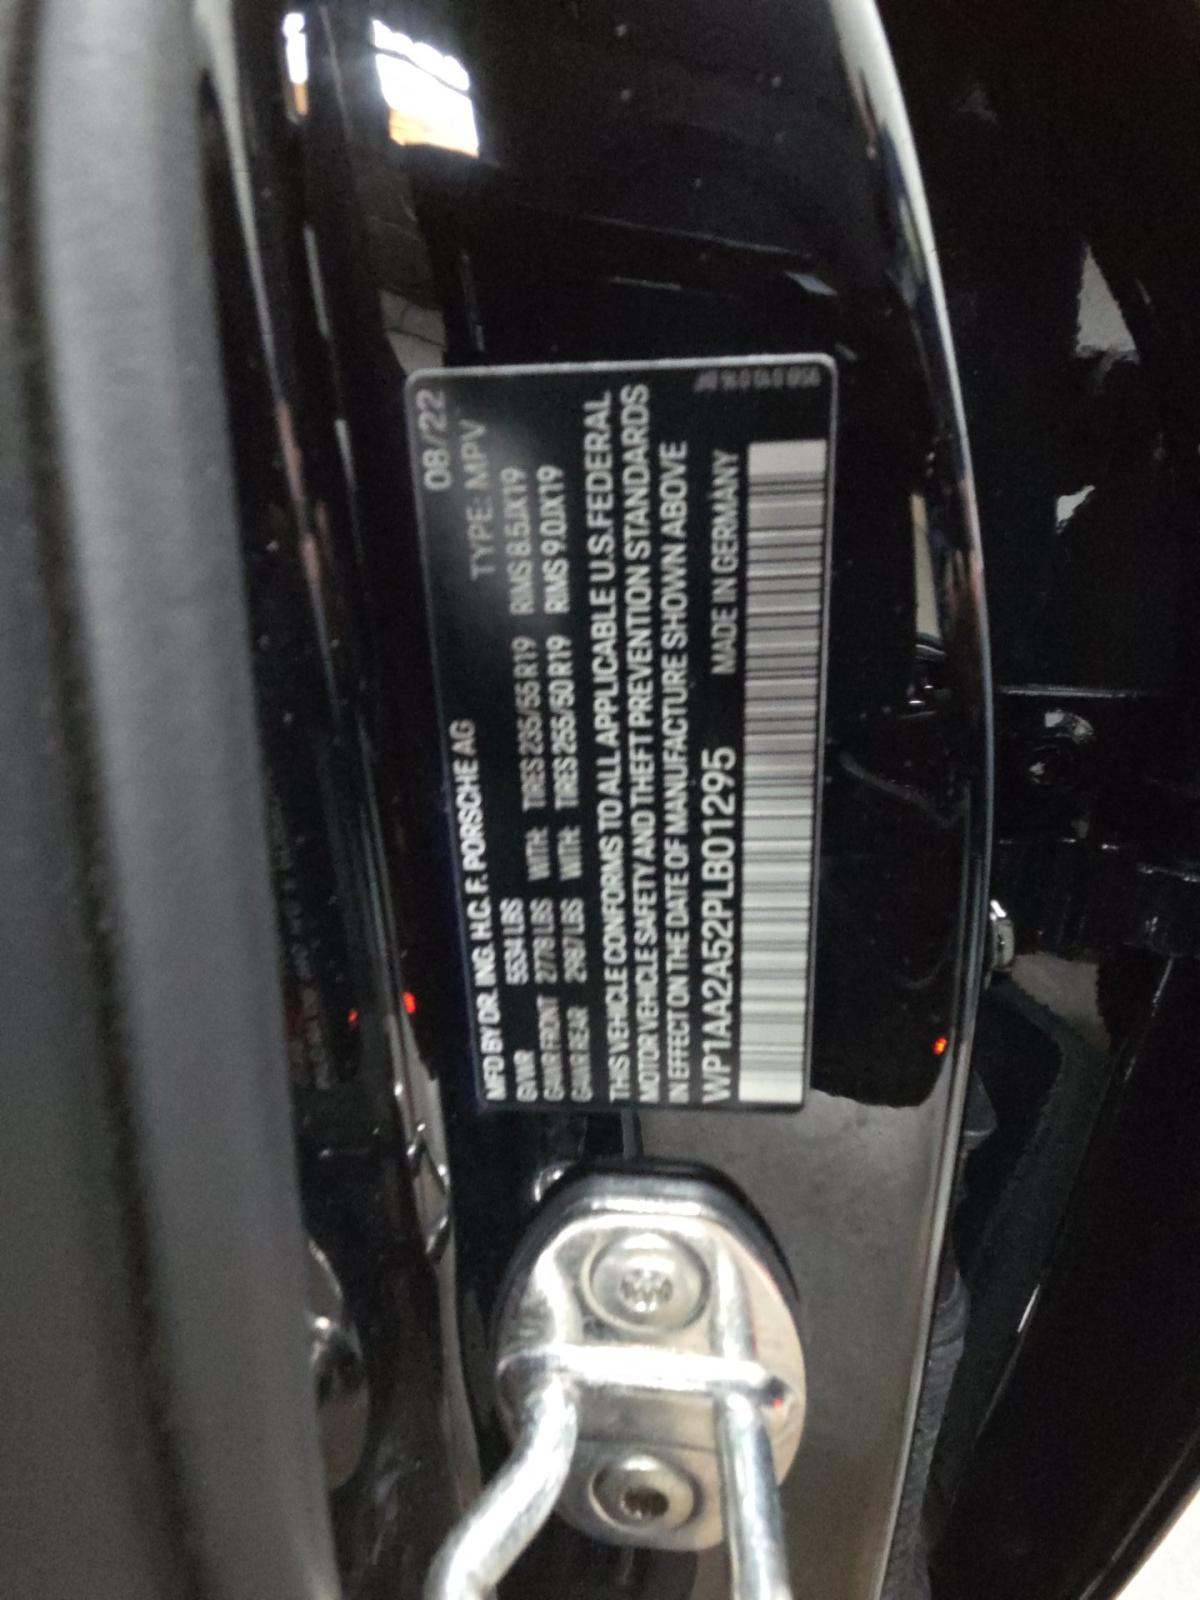 08/22
MFD BY DR. ING. H.C. F. PORSCHE AG TYPE: MPV
GVWR 5534 LBS
GAWR FRONT 2778 LBS WITH: TIRES 235/55 R19 RIMS 8.5JX19
GAWR REAR 2987 LBS WITH: TIRES 255/50 R19 RIMS 9.0JX19
THIS VEHICLE CONFORMS TO ALL APPLICABLE U.S. FEDERAL
MOTOR VEHICLE SAFETY AND THEFT PREVENTION STANDARDS
IN EFFECT ON THE DATE OF MANUFACTURE SHOWN ABOVE
WP1AA2A52PLB01295 MADE IN GERMANY